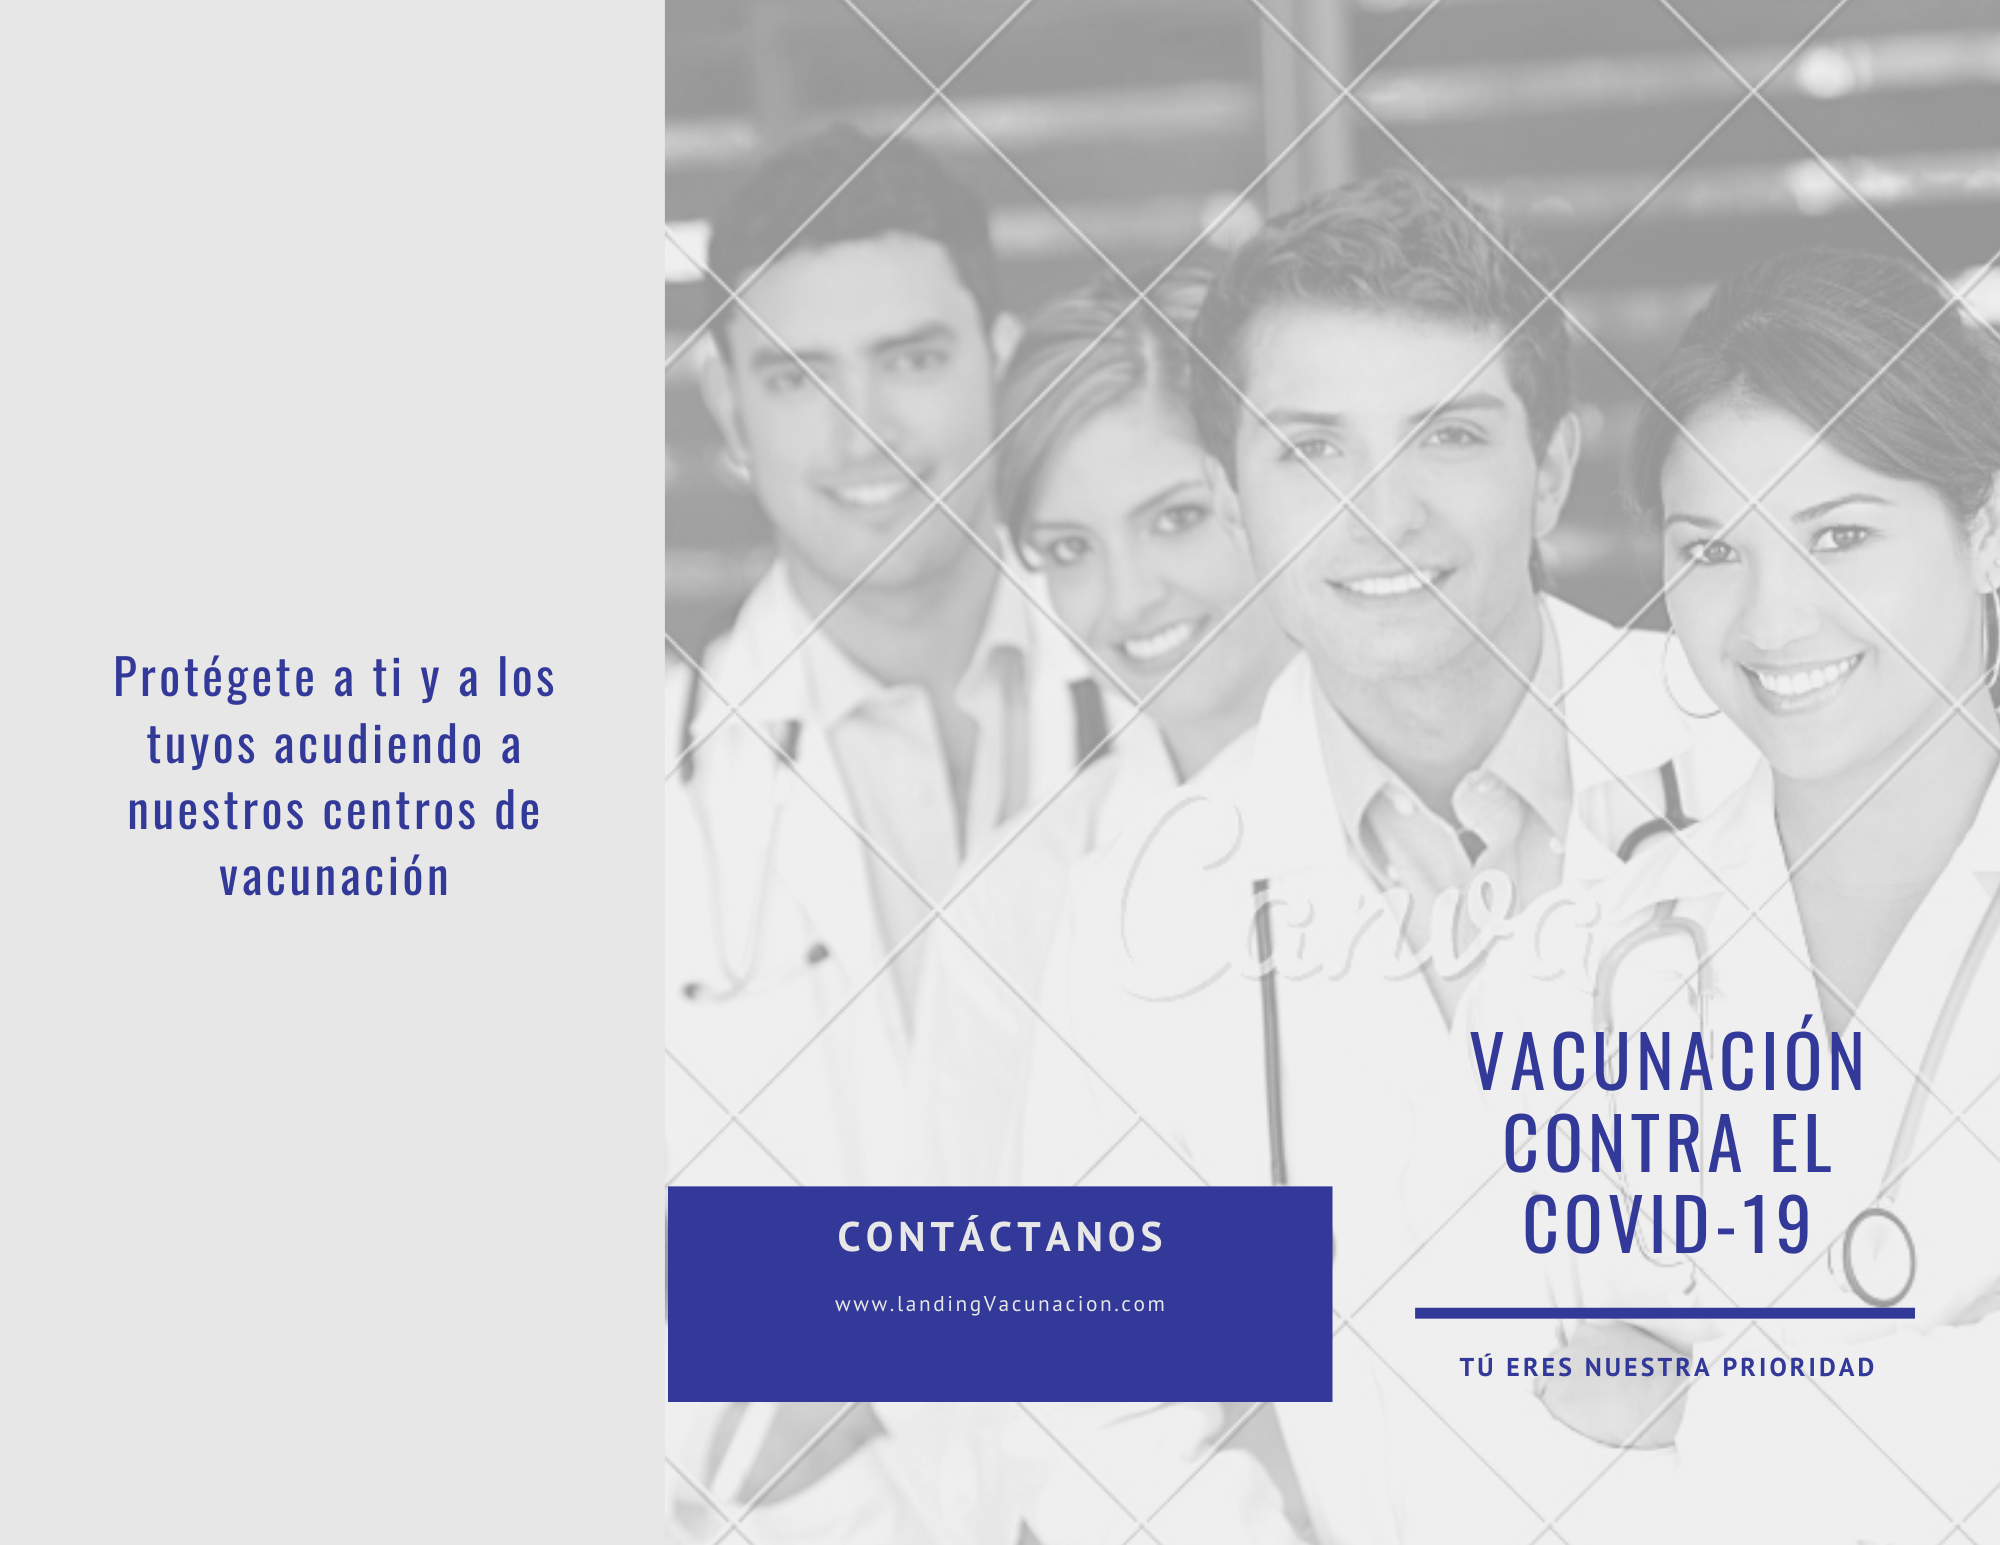 Protégete a ti y a los
tuyos acudiendo a
nuestros centros de
vacunación
Canva
VACUNACIÓN
CONTRA EL
COVID-19
TÚ ERES NUESTRA PRIORIDAD
CONTÁCTANOS
www.landingVacunacion.com